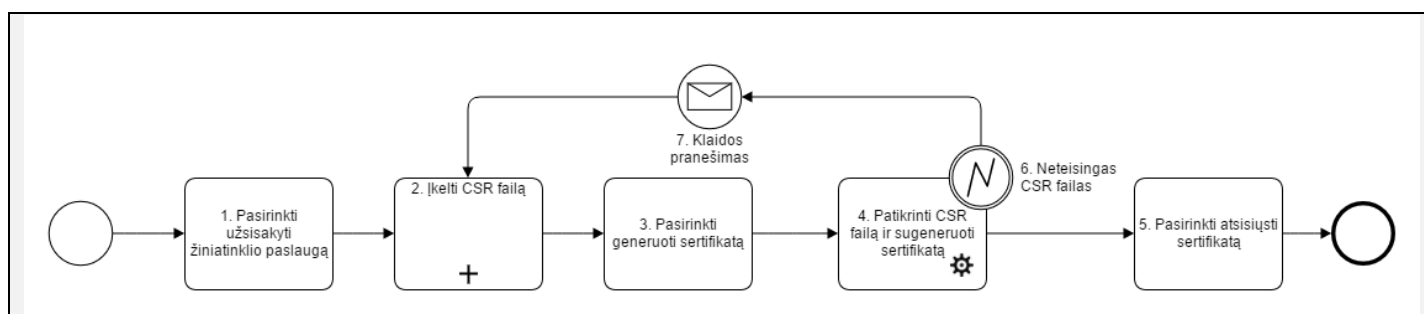 7. Klaidos
pranešimas
6. Neteisingas
CSR failas
1. Pasirinkti
užsisakyti
žiniatinklio paslaugą
2. Įkelti CSR failą
3. Pasirinkti
generuoti sertifikatą
4. Patikrinti CSR
failą ir sugeneruoti
sertifikatą
5. Pasirinkti atsisiųsti
sertifikatą